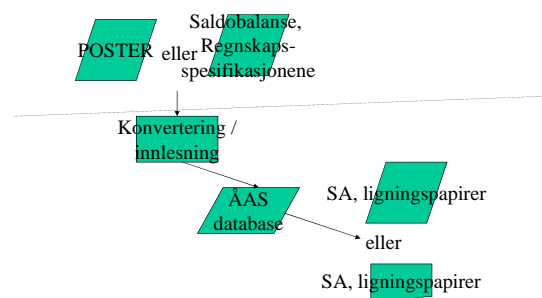 POSTER eller Saldobalanse,
Regnskaps-
spesifikasjonene
Konvertering /
innlesning
ÅAS
database
SA, ligningspapirer
eller
SA, ligningspapirer